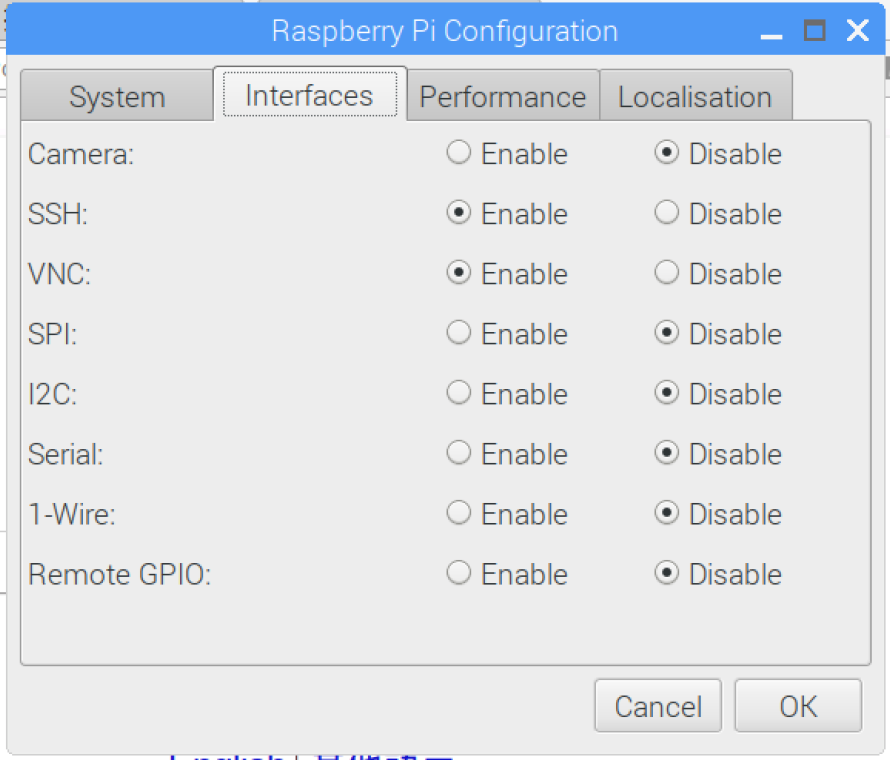 Raspberry Pi Configuration
System Interfaces Performance Localisation
Camera: Enable Disable
SSH: Enable Disable
VNC: Enable Disable
SPI: Enable Disable
I2C: Enable Disable
Serial: Enable Disable
1-Wire: Enable Disable
Remote GPIO: Enable Disable
Cancel OK